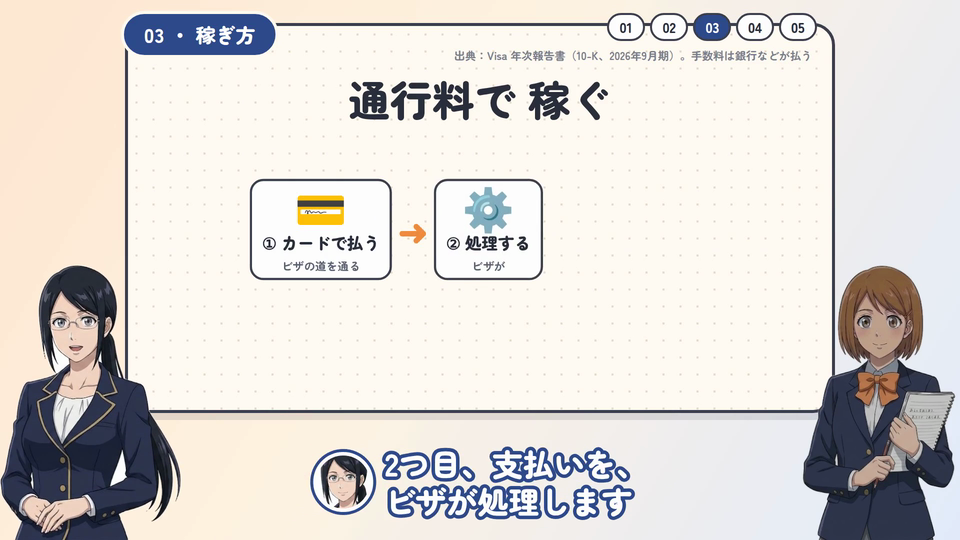 03 ・ 稼ぎ方
01 02 03 04 05
出典：Visa 年次報告書（10-K、2026年9月期）。手数料は銀行などが払う
通行料で 稼ぐ
① カードで払う
ビザの道を通る
② 処理する
ビザが
2つ目、支払いを、
ビザが処理します